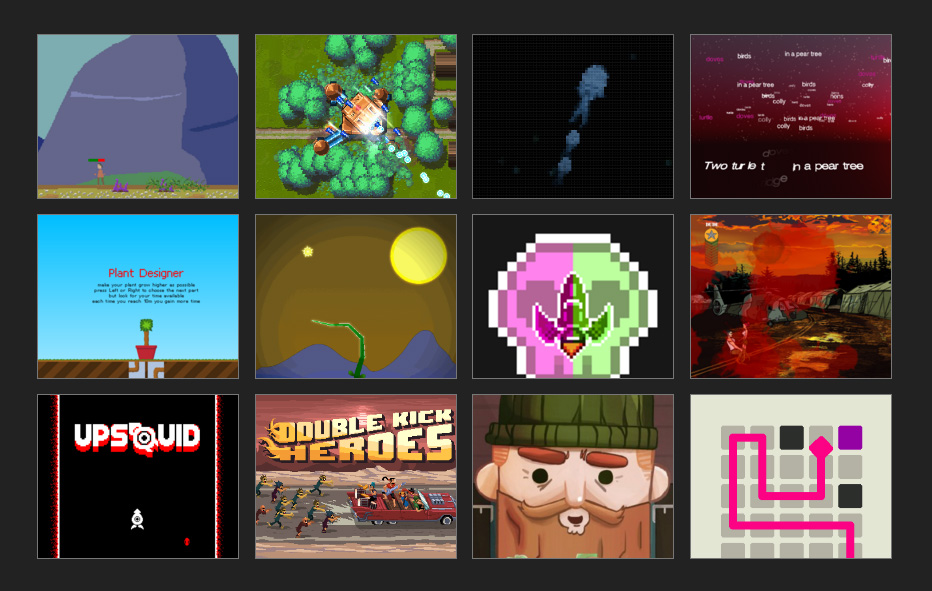 birds
in a pear tree
doves
in a pear tree
birds
birds
hens
colly
turtle
doves
colly
birds
in a pear tree
colly
birds
Two tur le t in a pear tree
Plant Designer
make your plant grow higher as possible
press Left or Right to choose the next part
but look for your time available
each time you reach 10m you gain more time
UPSQUID
DOUBLE KICK
HEROES